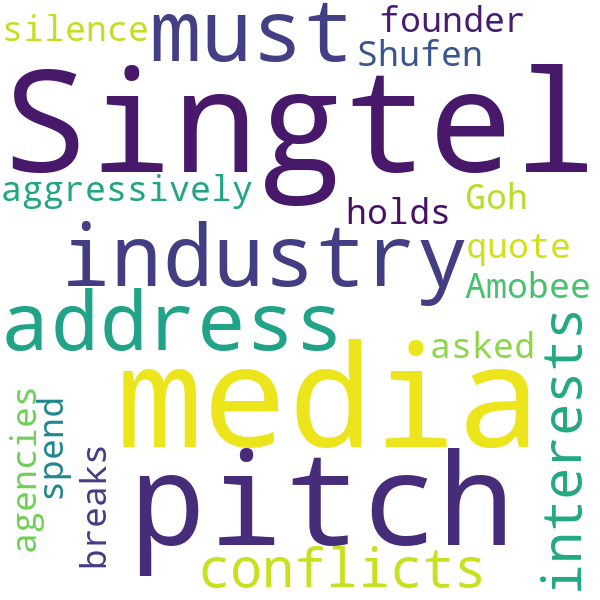 silence
must
founder
Shufen
Singtel
aggressively
holds
Goh
industry
quote
Amobee
address
asked
interests
media
agencies
spend
breaks
pitch
conflicts